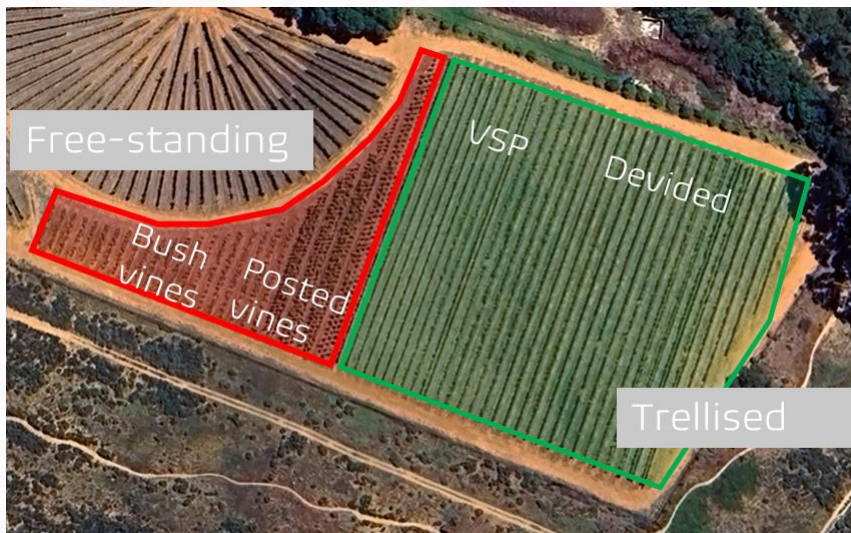 Free-standing
VSP
Devided
Bush
vines
Posted
vines
Trellised